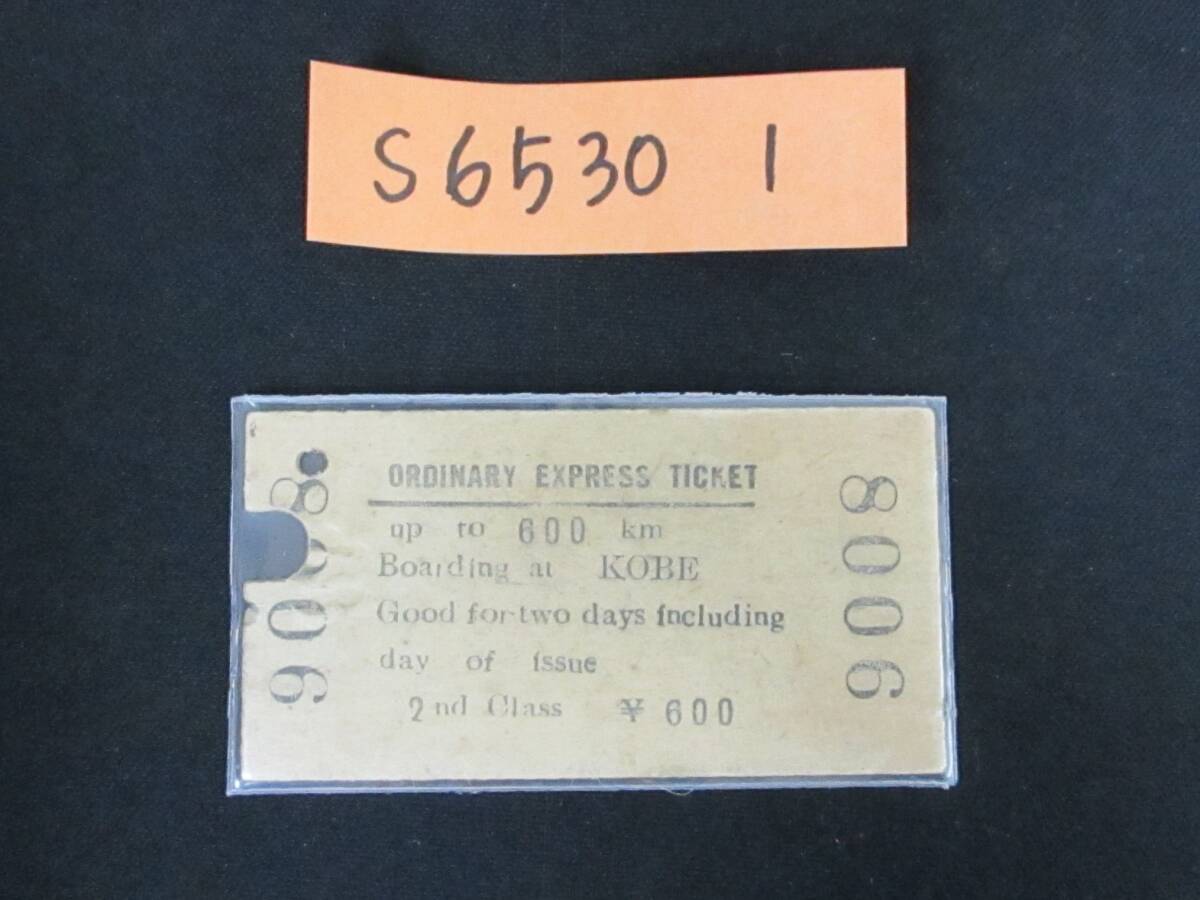 S6530 1
ORDINARY EXPRESS TICKET
up to 600 km
Boarding at KOBE
Good for two days including
day of issue
2nd Class ¥ 600
9008
9008